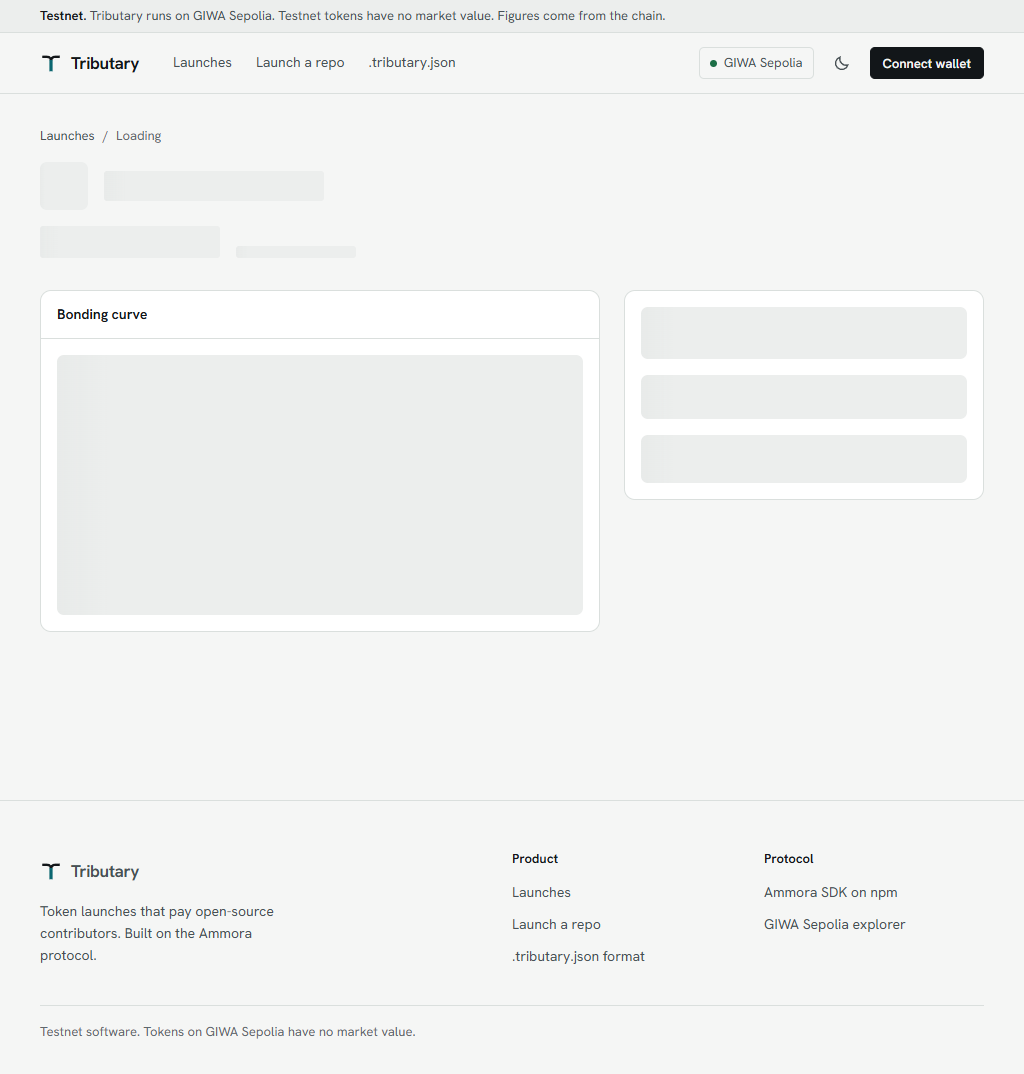 Testnet. Tributary runs on GIWA Sepolia. Testnet tokens have no market value. Figures come from the chain.
Tributary
Launches
Launch a repo
.tributary.json
GIWA Sepolia
Connect wallet
Launches / Loading
Bonding curve
Tributary
Token launches that pay open-source
contributors. Built on the Ammora
protocol.
Product
Launches
Launch a repo
.tributary.json format
Protocol
Ammora SDK on npm
GIWA Sepolia explorer
Testnet software. Tokens on GIWA Sepolia have no market value.